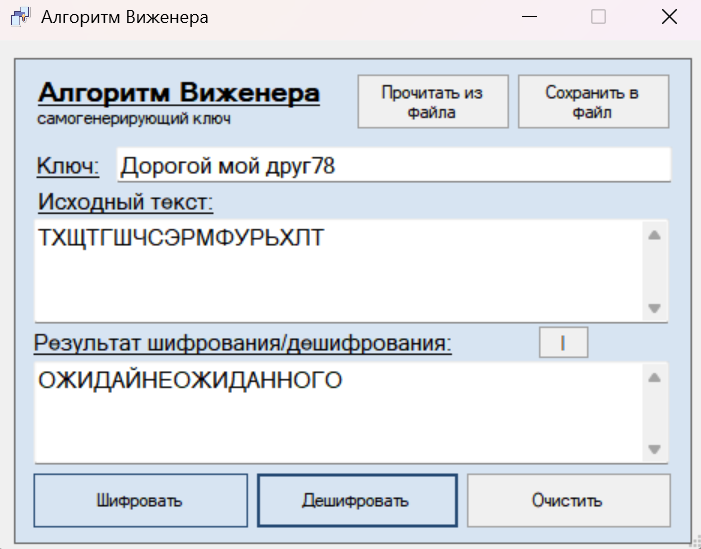 Алгоритм Виженера
Алгоритм Виженера
самогенерирующий ключ
Прочитать из
файла
Сохранить в
файл
Ключ:
Дорогой мой друг78
Исходный текст:
ТХЩТГШЧСЭРМФУРЬХЛТ
Результат шифрования/дешифрования:
|
ОЖИДАЙНЕОЖИДАННОГО
Шифровать
Дешифровать
Очистить